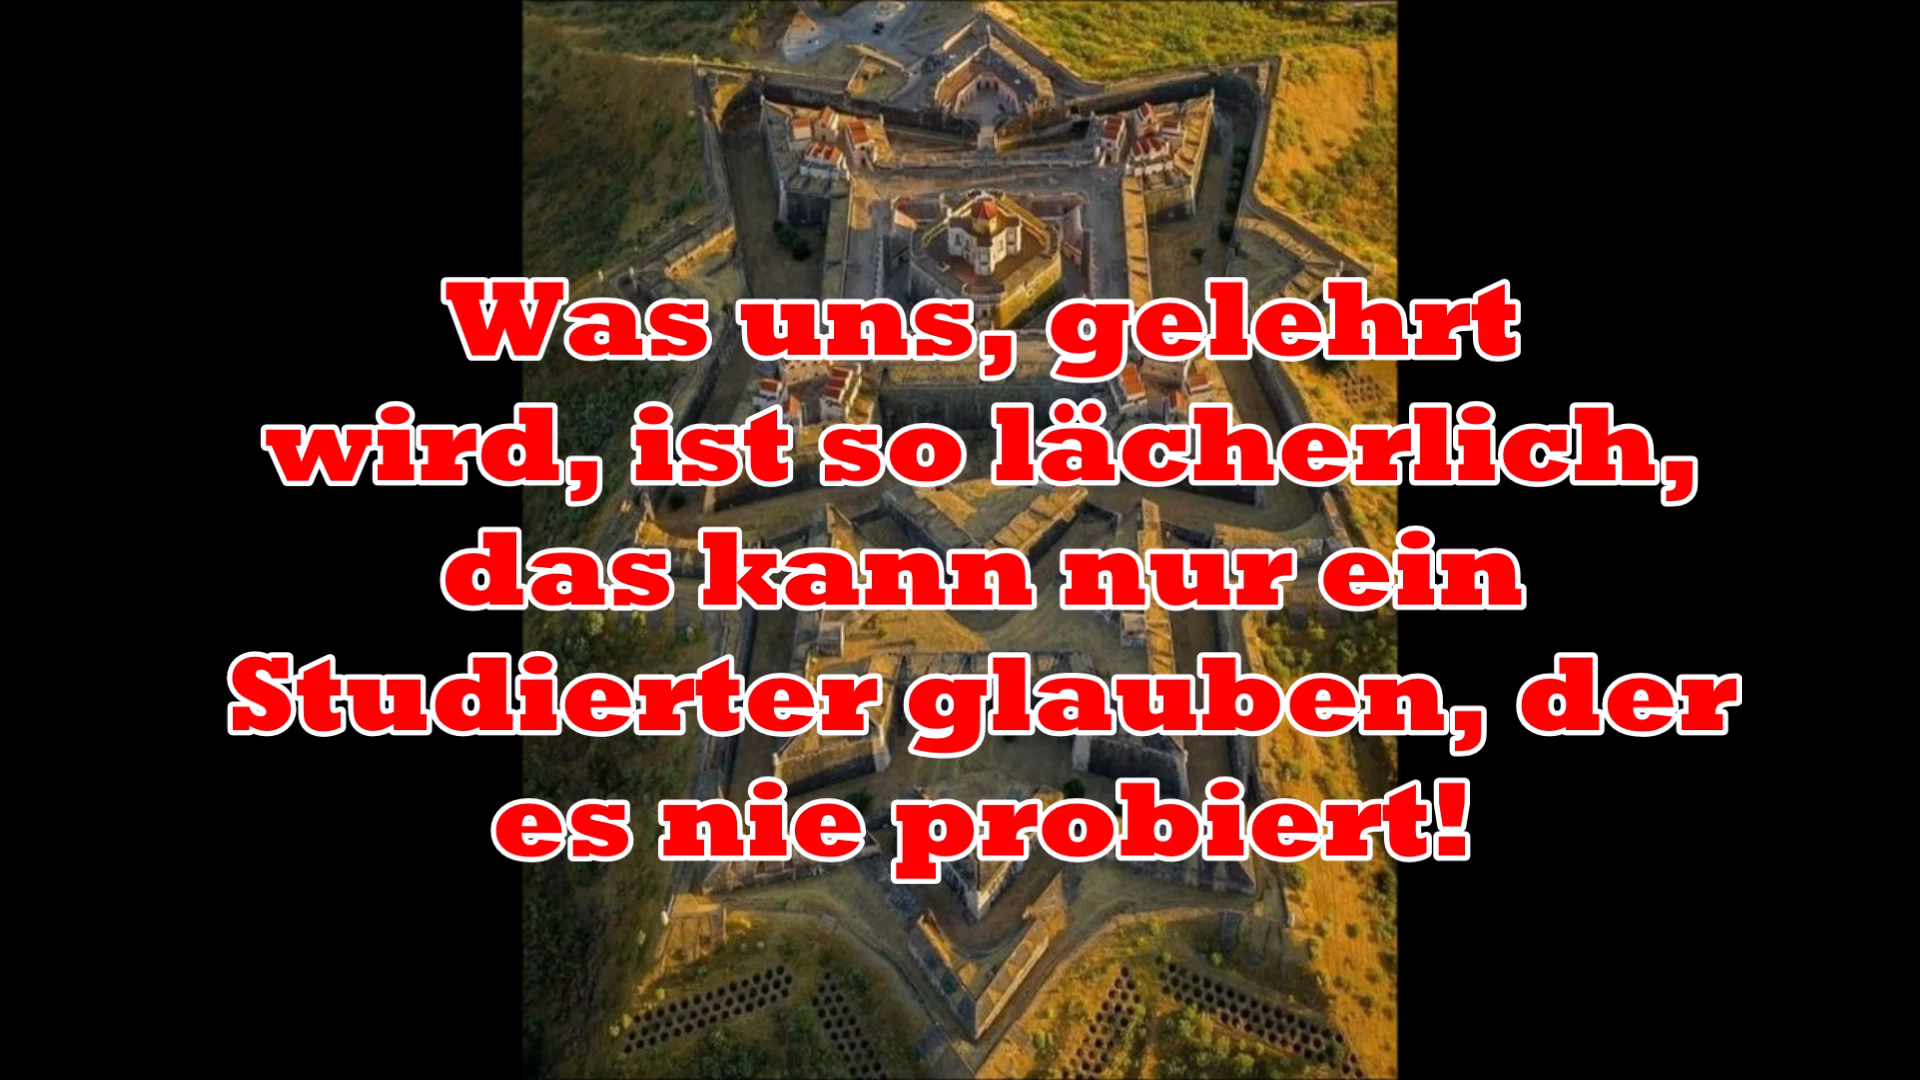 Was uns, gelehrt
wird, ist so lächerlich,
das kann nur ein
Studierter glauben, der
es nie probiert!